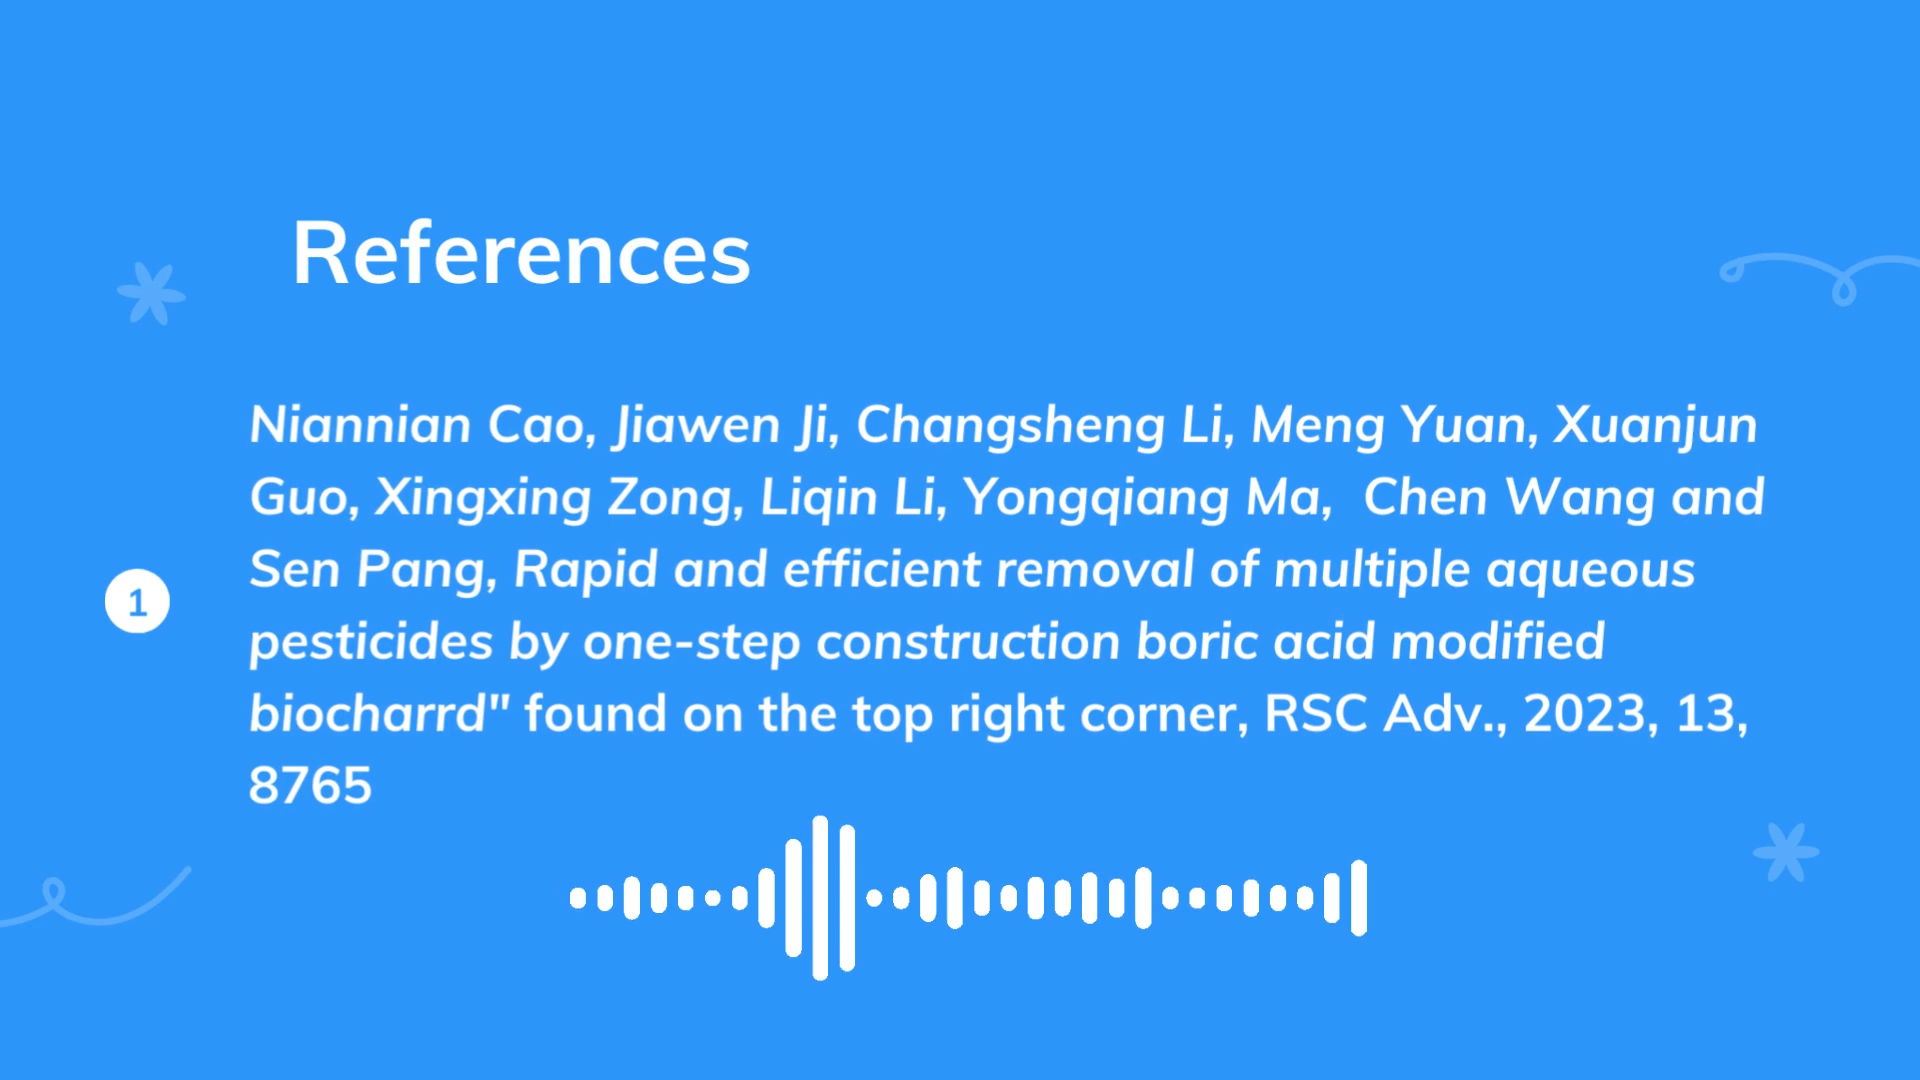 References
Niannian Cao, Jiawen Ji, Changsheng Li, Meng Yuan, Xuanjun
Guo, Xingxing Zong, Liqin Li, Yongqiang Ma,  Chen Wang and
Sen Pang, Rapid and efficient removal of multiple aqueous
1
pesticides by one-step construction boric acid modified
biocharrd" found on the top right corner, RSC Adv., 2023, 13,
8765